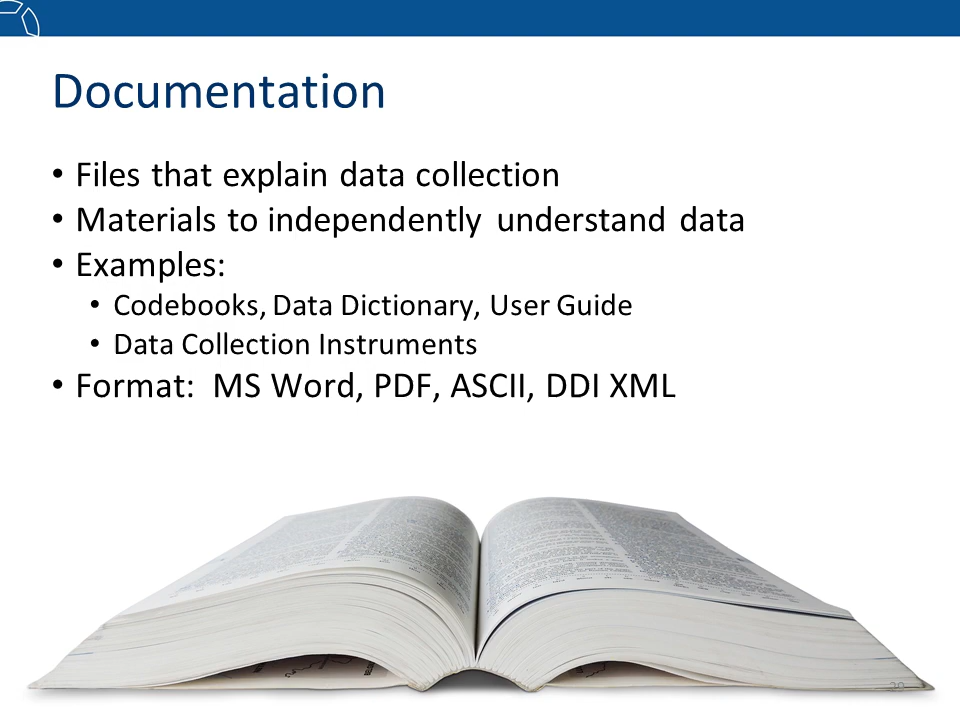 Documentation
• Files that explain data collection
• Materials to independently understand data
• Examples:
• Codebooks, Data Dictionary, User Guide
• Data Collection Instruments
• Format: MS Word, PDF, ASCII, DDI XML